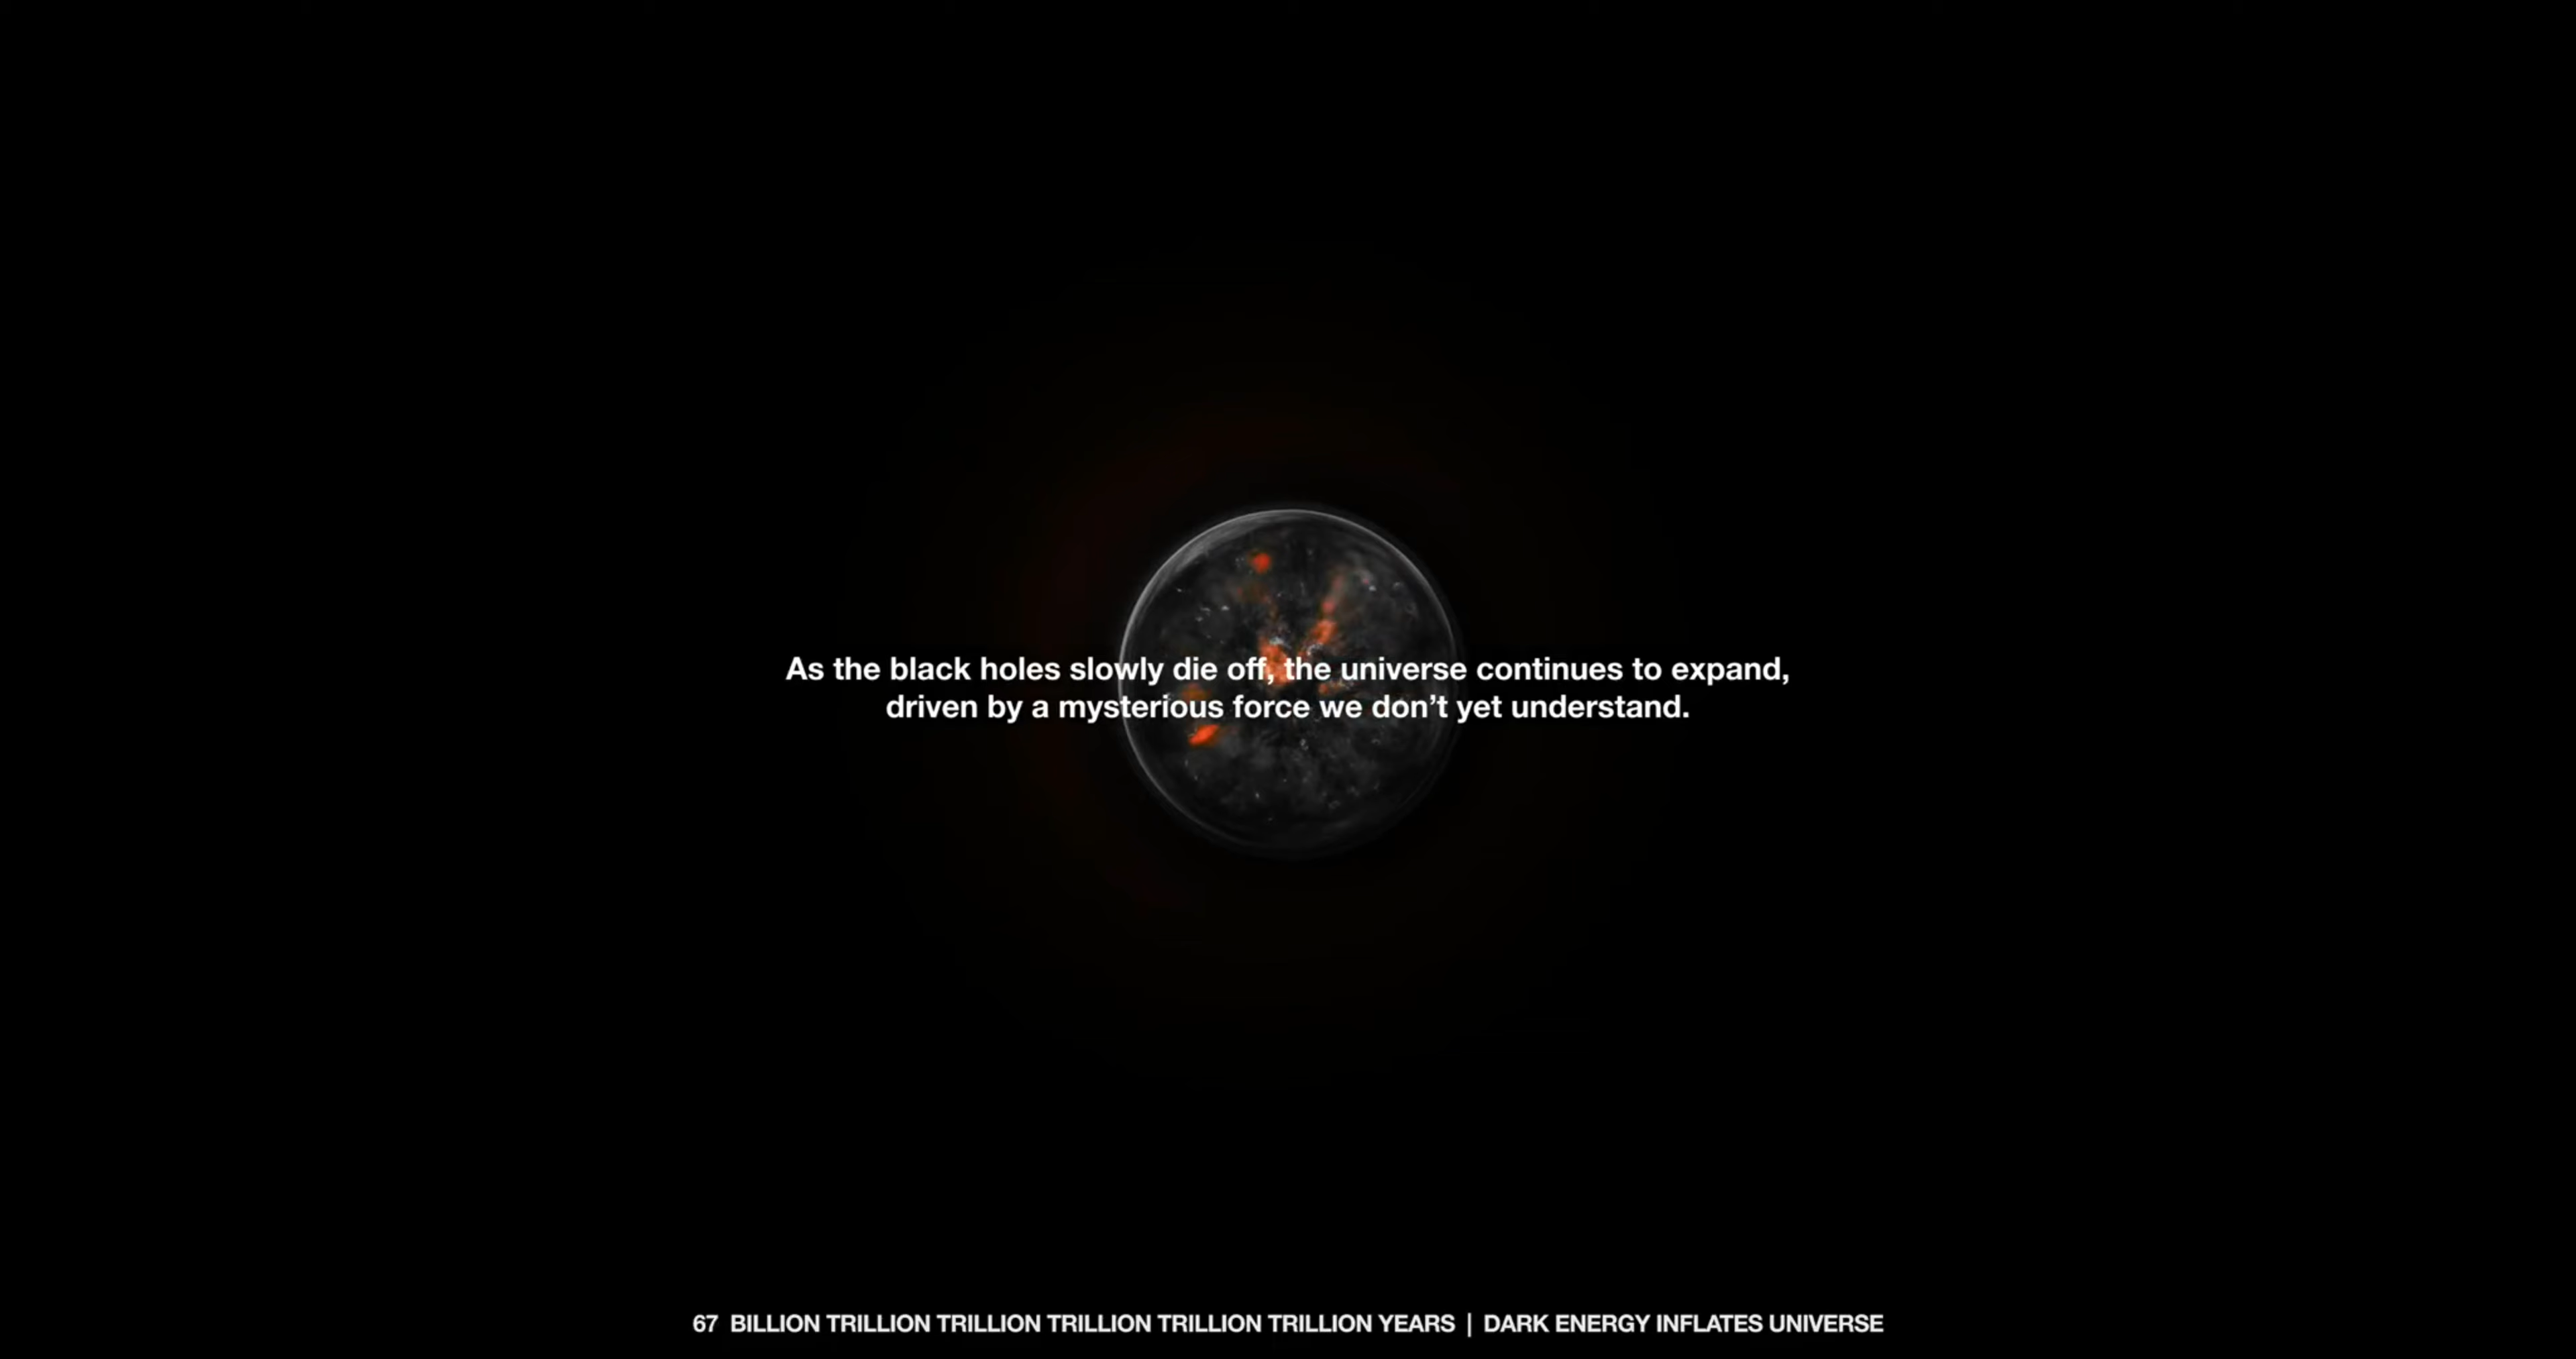 As the black holes slowly die off, the universe continues to expand,
driven by a mysterious force we don’t yet understand.
67 BILLION TRILLION TRILLION TRILLION TRILLION TRILLION YEARS | DARK ENERGY INFLATES UNIVERSE